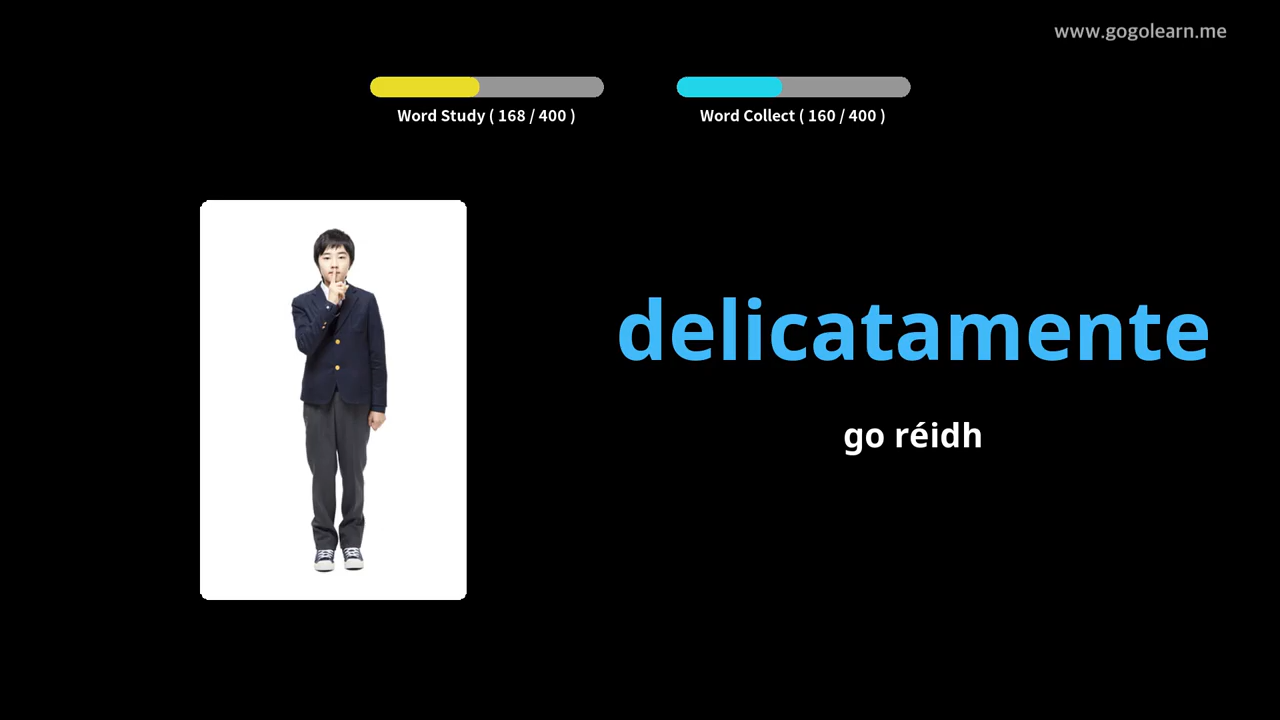 www.gogolearn.me
Word Study ( 168 / 400 )
Word Collect ( 160 / 400 )
delicatamente
go réidh